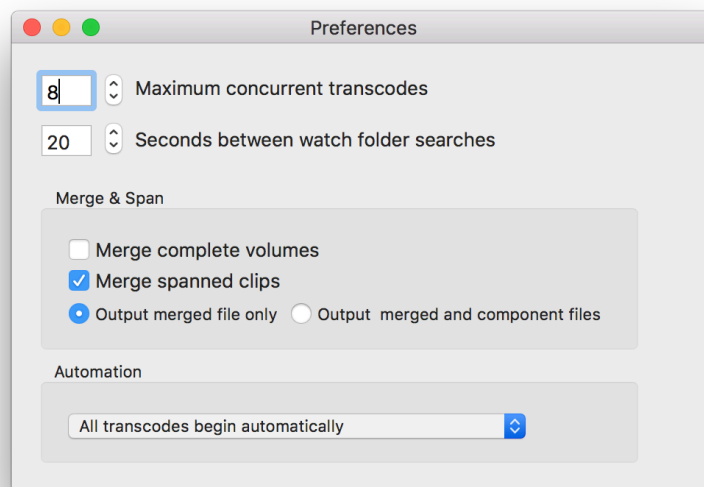 Preferences
8 Maximum concurrent transcodes
20 Seconds between watch folder searches
Merge & Span
Merge complete volumes
Merge spanned clips
Output merged file only Output merged and component files
Automation
All transcodes begin automatically